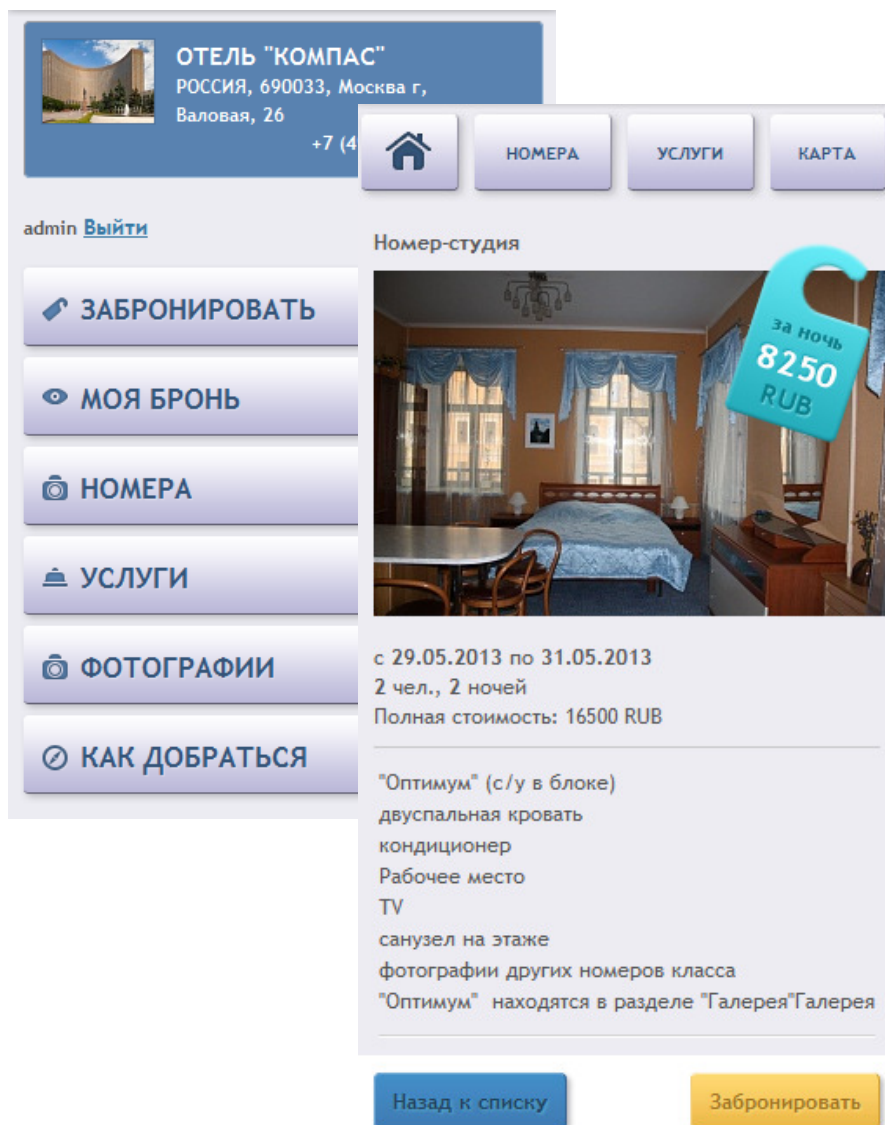 ОТЕЛЬ "КОМПАС"
РОССИЯ, 690033, Москва г,
Валовая, 26
+7 (4
admin Выйти
ЗАБРОНИРОВАТЬ
МОЯ БРОНЬ
НОМЕРА
УСЛУГИ
ФОТОГРАФИИ
КАК ДОБРАТЬСЯ
НОМЕРА
УСЛУГИ
КАРТА
Номер-студия
за ночь
8250
RUB
с 29.05.2013 по 31.05.2013
2 чел., 2 ночей
Полная стоимость: 16500 RUB
"Оптимум" (с/у в блоке)
двуспальная кровать
кондиционер
Рабочее место
TV
санузел на этаже
фотографии других номеров класса
"Оптимум"  находятся в разделе "Галерея"Галерея
Назад к списку
Забронировать